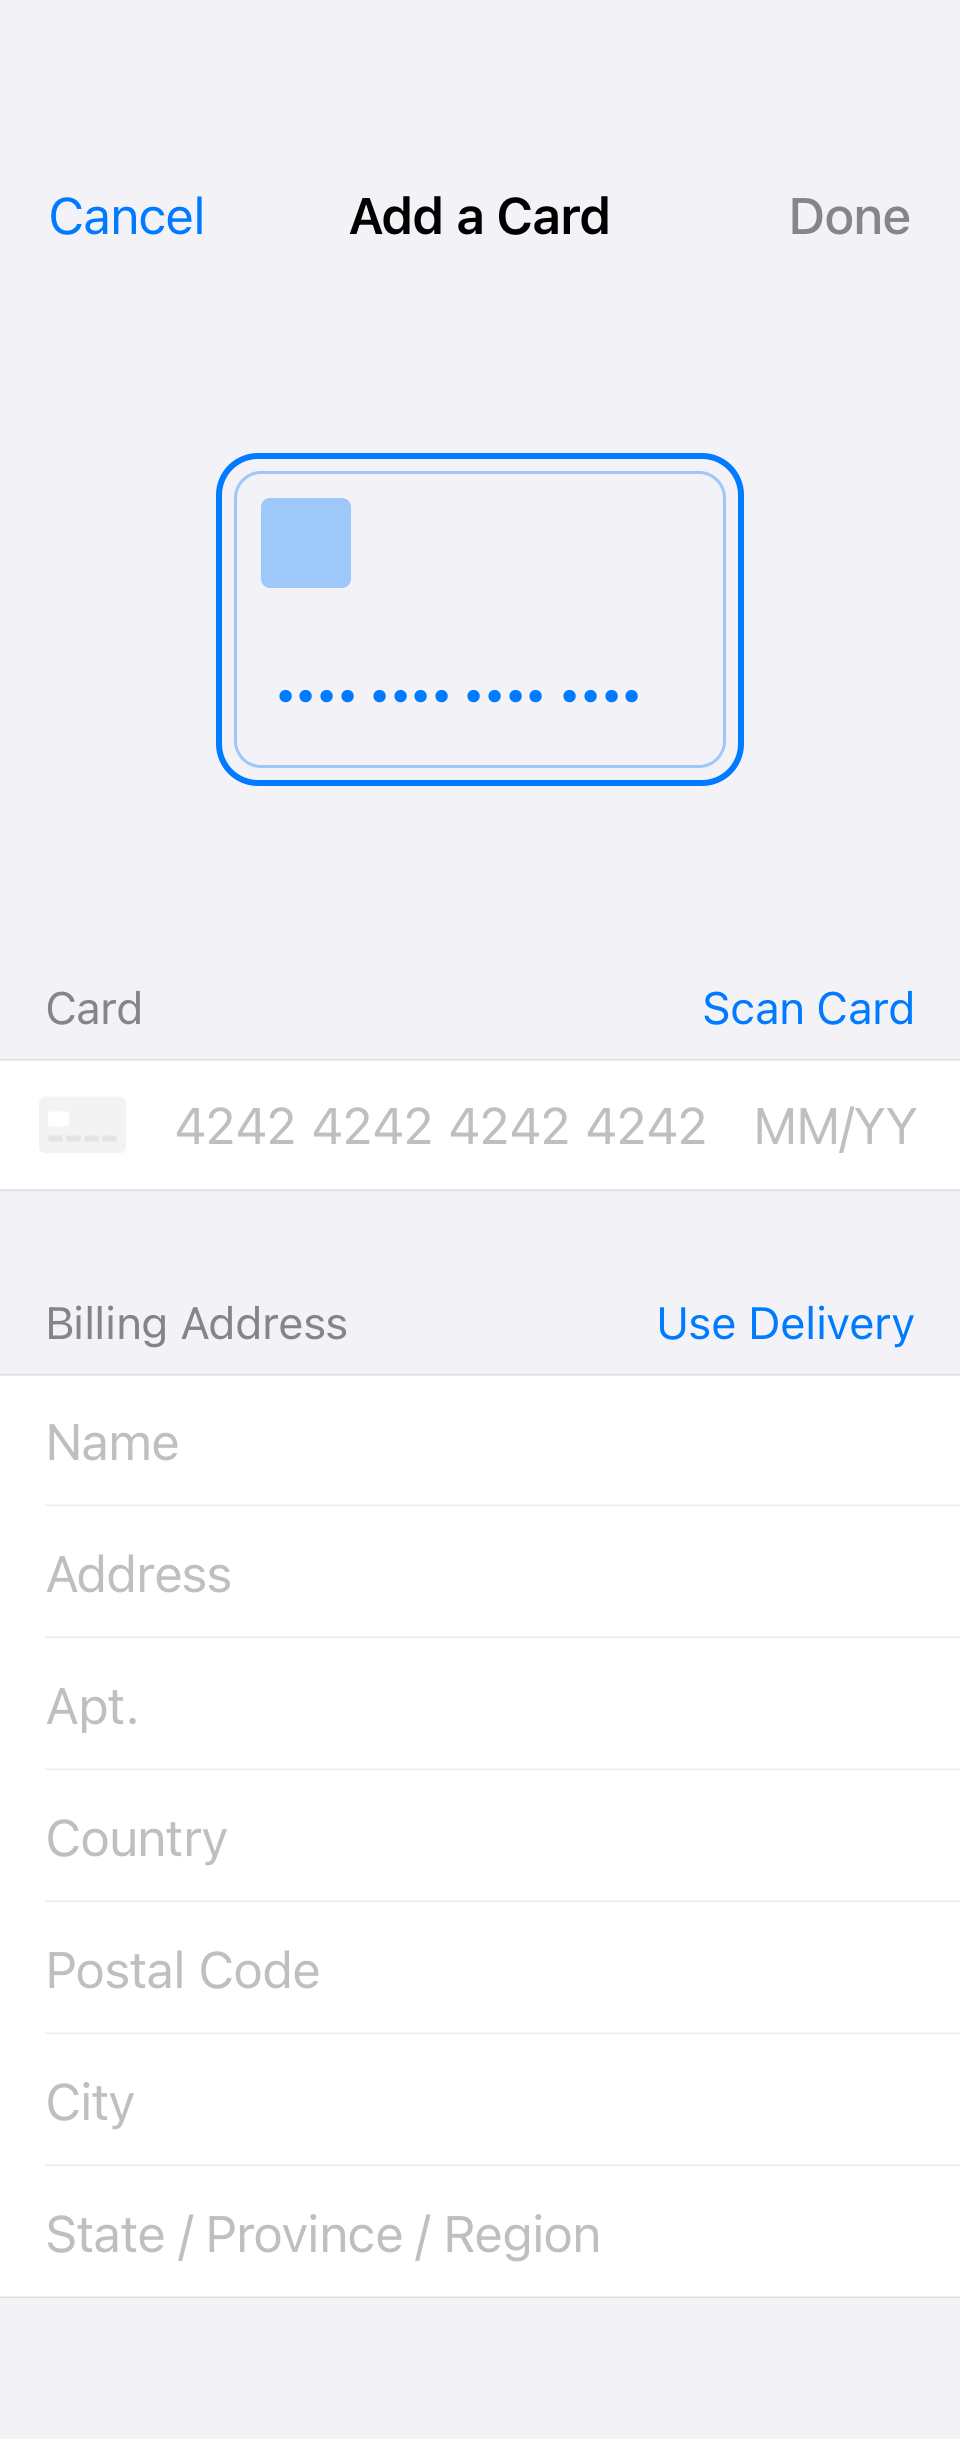 Cancel Add a Card Done
•••• •••• •••• ••••
Card Scan Card
4242 4242 4242 4242 MM/YY
Billing Address Use Delivery
Name
Address
Apt.
Country
Postal Code
City
State / Province / Region